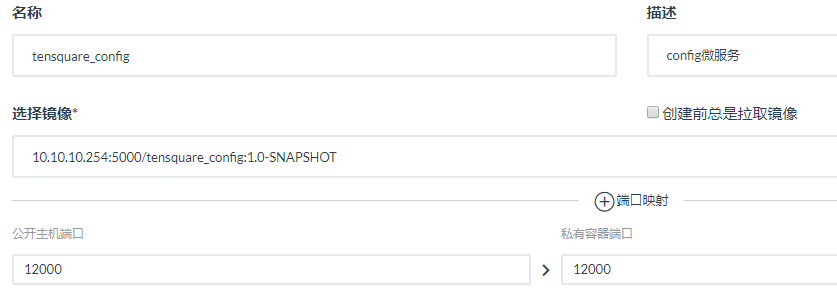 名称 描述
tensquare_config config微服务
选择镜像* 创建前总是拉取镜像
10.10.10.254:5000/tensquare_config:1.0-SNAPSHOT
端口映射
公开主机端口 私有容器端口
12000 12000